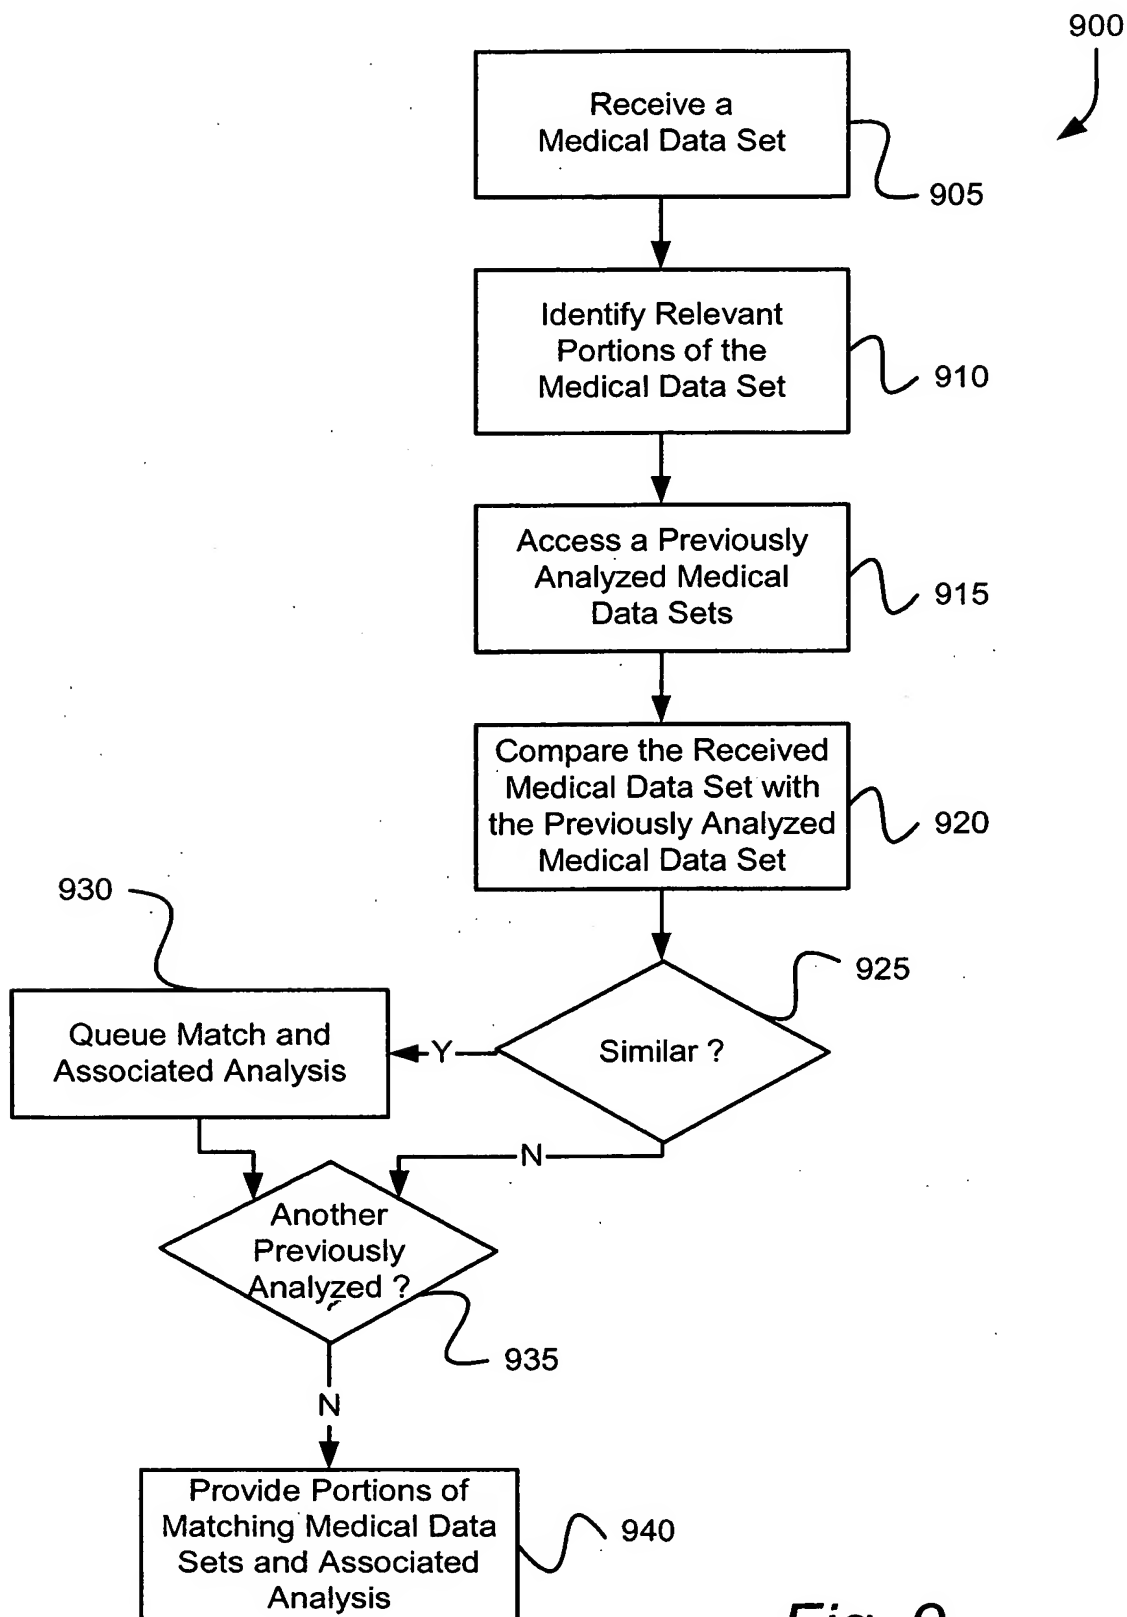 900
Receive a
Medical Data Set
905
Identify Relevant
Portions of the
Medical Data Set
910
Access a Previously
Analyzed Medical
Data Sets
915
Compare the Received
Medical Data Set with
the Previously Analyzed
Medical Data Set
920
930
925
Queue Match and
Associated Analysis
Y
Similar ?
N
Another
Previously
Analyzed ?
935
N
Provide Portions of
Matching Medical Data
Sets and Associated
Analysis
940